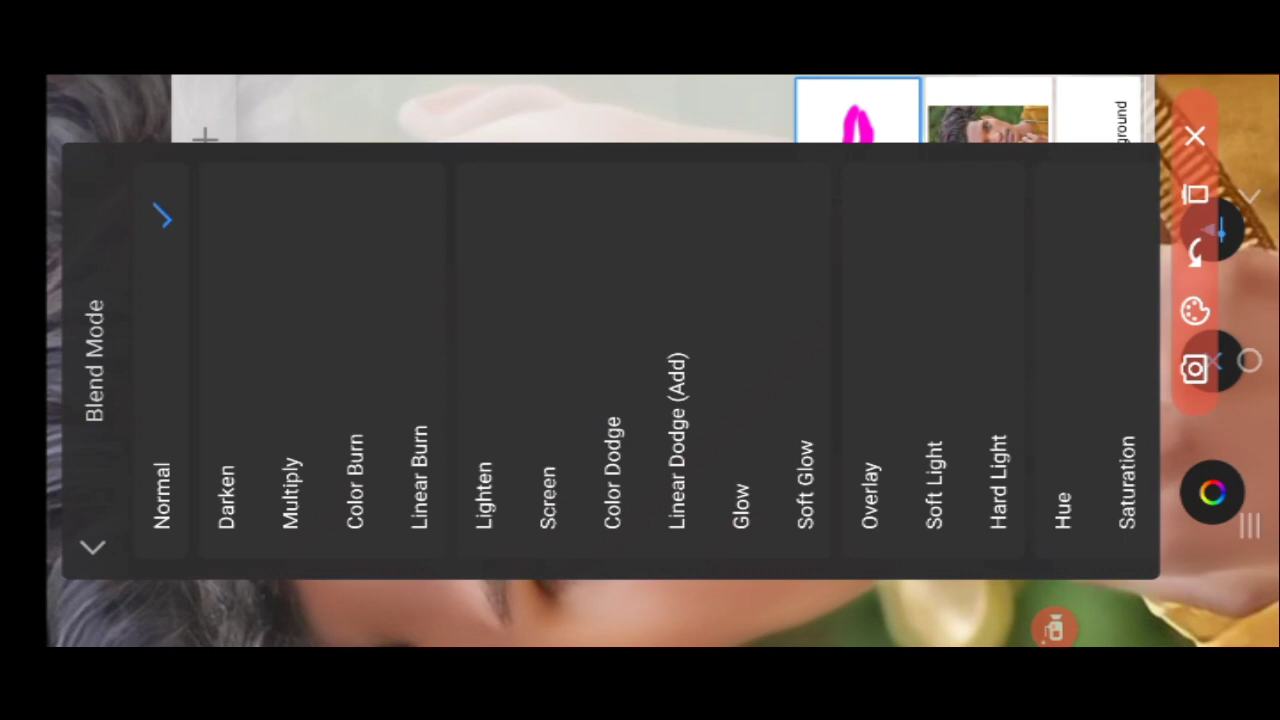 Blend Mode
Normal
Darken
Multiply
Color Burn
Linear Burn
Lighten
Screen
Color Dodge
Linear Dodge (Add)
Glow
Soft Glow
Overlay
Soft Light
Hard Light
Hue
Saturation
ground